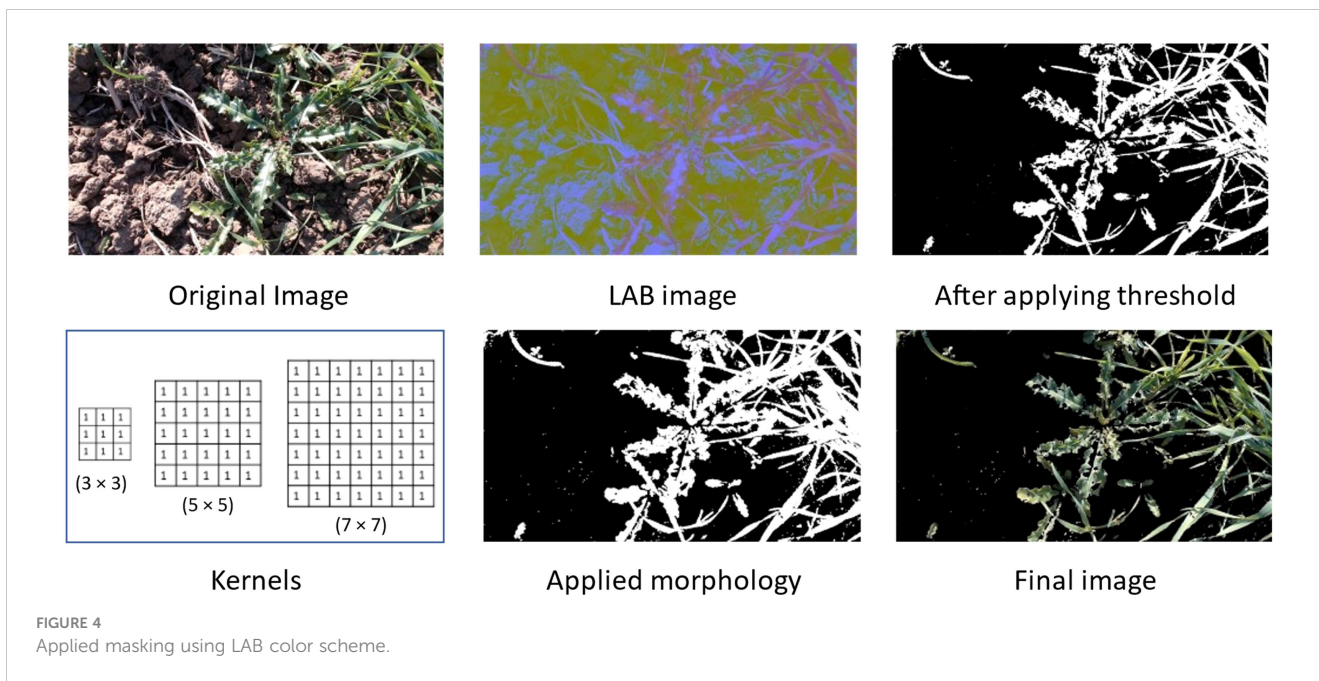 Original Image
LAB image
After applying threshold
1 1 1
1 1 1
1 1 1
(3 × 3)
1 1 1 1 1
1 1 1 1 1
1 1 1 1 1
1 1 1 1 1
1 1 1 1 1
(5 × 5)
1 1 1 1 1 1 1
1 1 1 1 1 1 1
1 1 1 1 1 1 1
1 1 1 1 1 1 1
1 1 1 1 1 1 1
1 1 1 1 1 1 1
1 1 1 1 1 1 1
(7 × 7)
Kernels
Applied morphology
Final image
FIGURE 4
Applied masking using LAB color scheme.